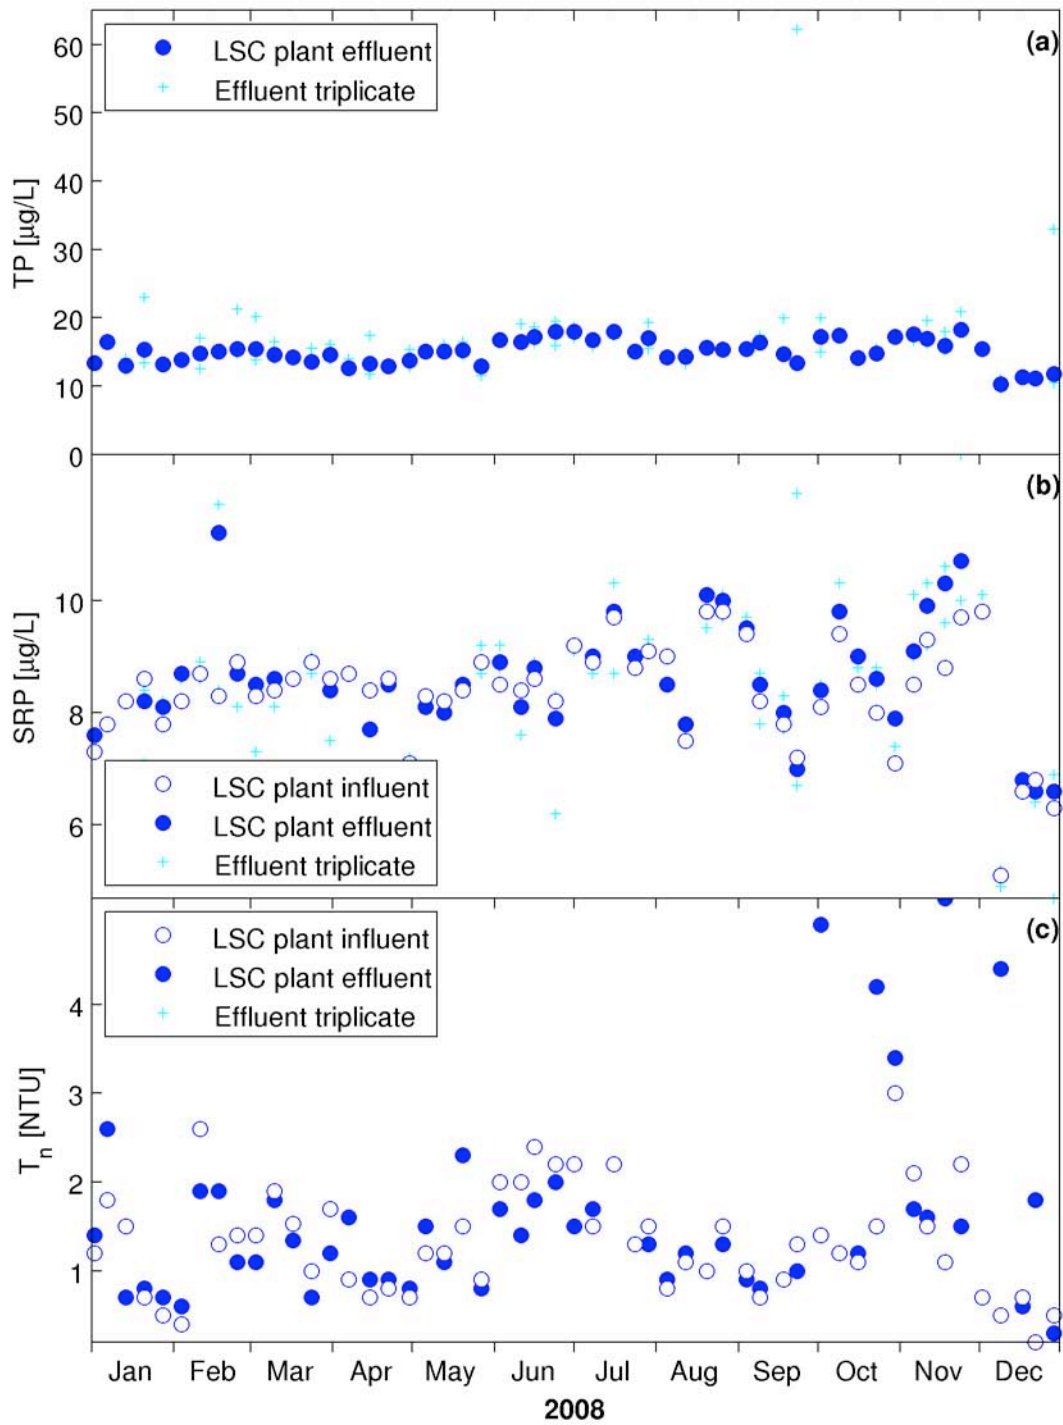 (a)
LSC plant effluent
Effluent triplicate
60
50
40
30
20
10
0
TP [μg/L]
(b)
10
8
6
SRP [μg/L]
LSC plant influent
LSC plant effluent
Effluent triplicate
(c)
LSC plant influent
LSC plant effluent
Effluent triplicate
4
3
2
1
Tn [NTU]
Jan Feb Mar Apr May Jun Jul Aug Sep Oct Nov Dec
2008